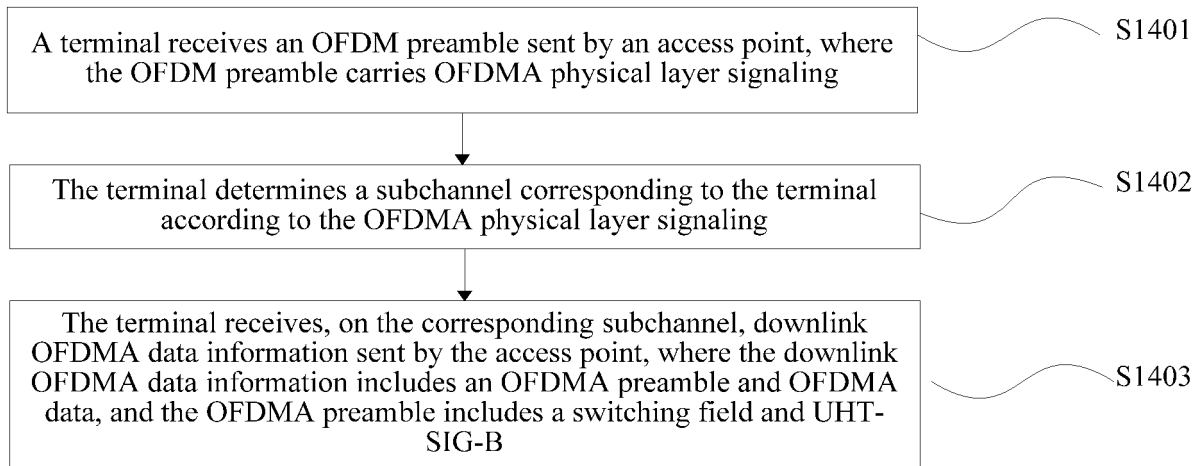 A terminal receives an OFDM preamble sent by an access point, where
the OFDM preamble carries OFDMA physical layer signaling
S1401
The terminal determines a subchannel corresponding to the terminal
according to the OFDMA physical layer signaling
S1402
The terminal receives, on the corresponding subchannel, downlink
OFDMA data information sent by the access point, where the downlink
OFDMA data information includes an OFDMA preamble and OFDMA
data, and the OFDMA preamble includes a switching field and UHT-
SIG-B
S1403